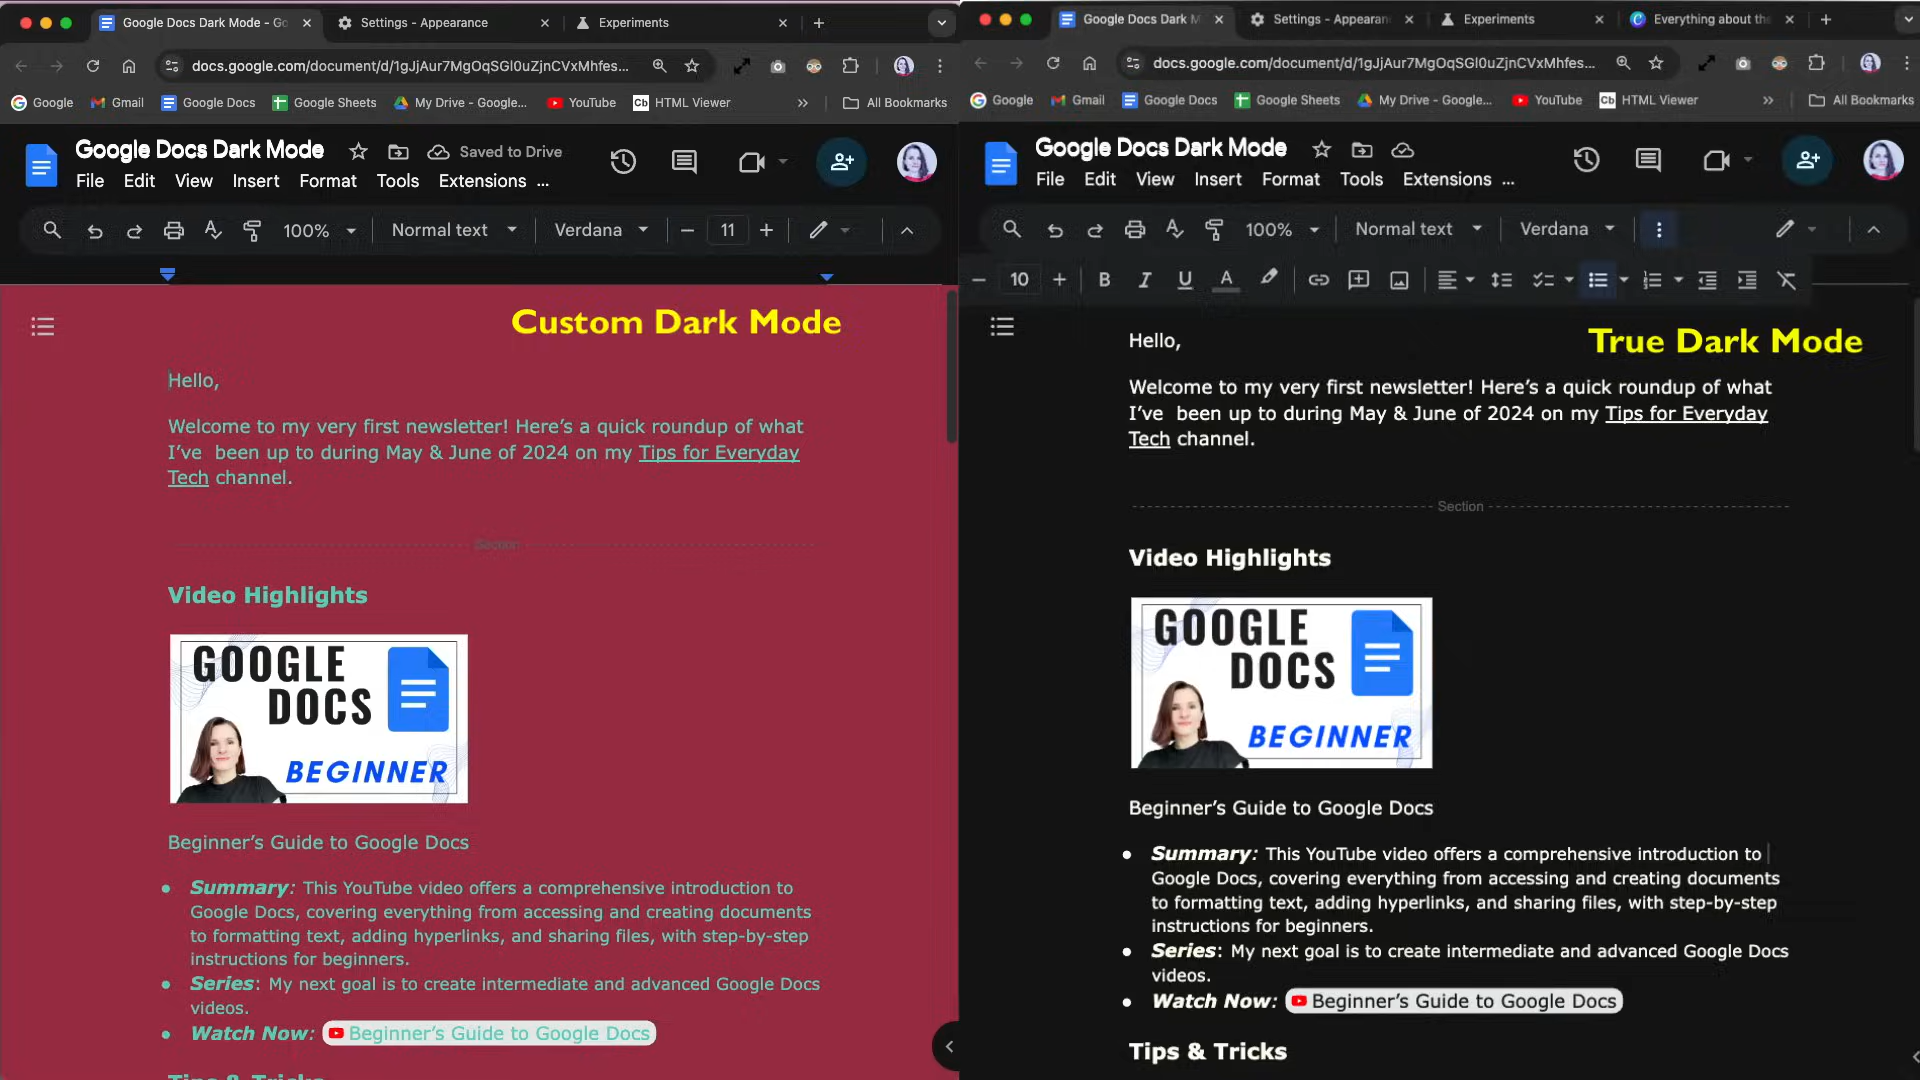 Google Docs Dark Mode - Go
Settings - Appearance
Experiments
docs.google.com/document/d/1gJjAur7MgOqSGl0uZjnCVxMhfes...
Google
Gmail
Google Docs
Google Sheets
My Drive - Google...
YouTube
Cb HTML Viewer
All Bookmarks
Google Docs Dark Mode
Saved to Drive
File Edit View Insert Format Tools Extensions ...
100% Normal text Verdana 11
Custom Dark Mode
Hello,
Welcome to my very first newsletter! Here's a quick roundup of what
I've been up to during May & June of 2024 on my Tips for Everyday
Tech channel.
Section
Video Highlights
GOOGLE
DOCS
BEGINNER
Beginner's Guide to Google Docs
Summary: This YouTube video offers a comprehensive introduction to
Google Docs, covering everything from accessing and creating documents
to formatting text, adding hyperlinks, and sharing files, with step-by-step
instructions for beginners.
Series: My next goal is to create intermediate and advanced Google Docs
videos.
Watch Now: Beginner's Guide to Google Docs
Tips & Tricks
Google Docs Dark M
Settings - Appearan
Experiments
Everything about the
docs.google.com/document/d/1gJjAur7MgOqSGl0uZjnCVxMhfes...
Google
Gmail
Google Docs
Google Sheets
My Drive - Google...
YouTube
Cb HTML Viewer
All Bookmarks
Google Docs Dark Mode
File Edit View Insert Format Tools Extensions ...
100% Normal text Verdana
10 B I U A
True Dark Mode
Hello,
Welcome to my very first newsletter! Here's a quick roundup of what
I've been up to during May & June of 2024 on my Tips for Everyday
Tech channel.
Section
Video Highlights
GOOGLE
DOCS
BEGINNER
Beginner's Guide to Google Docs
Summary: This YouTube video offers a comprehensive introduction to
Google Docs, covering everything from accessing and creating documents
to formatting text, adding hyperlinks, and sharing files, with step-by-step
instructions for beginners.
Series: My next goal is to create intermediate and advanced Google Docs
videos.
Watch Now: Beginner's Guide to Google Docs
Tips & Tricks